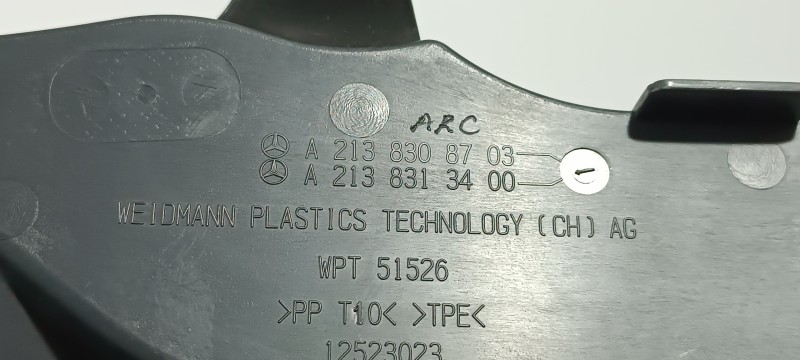 ARC
A 213 830 87 03
A 213 831 34 00
WEIDMANN PLASTICS TECHNOLOGY (CH) AG
WPT 51526
>PP T10< >TPE<
12523023